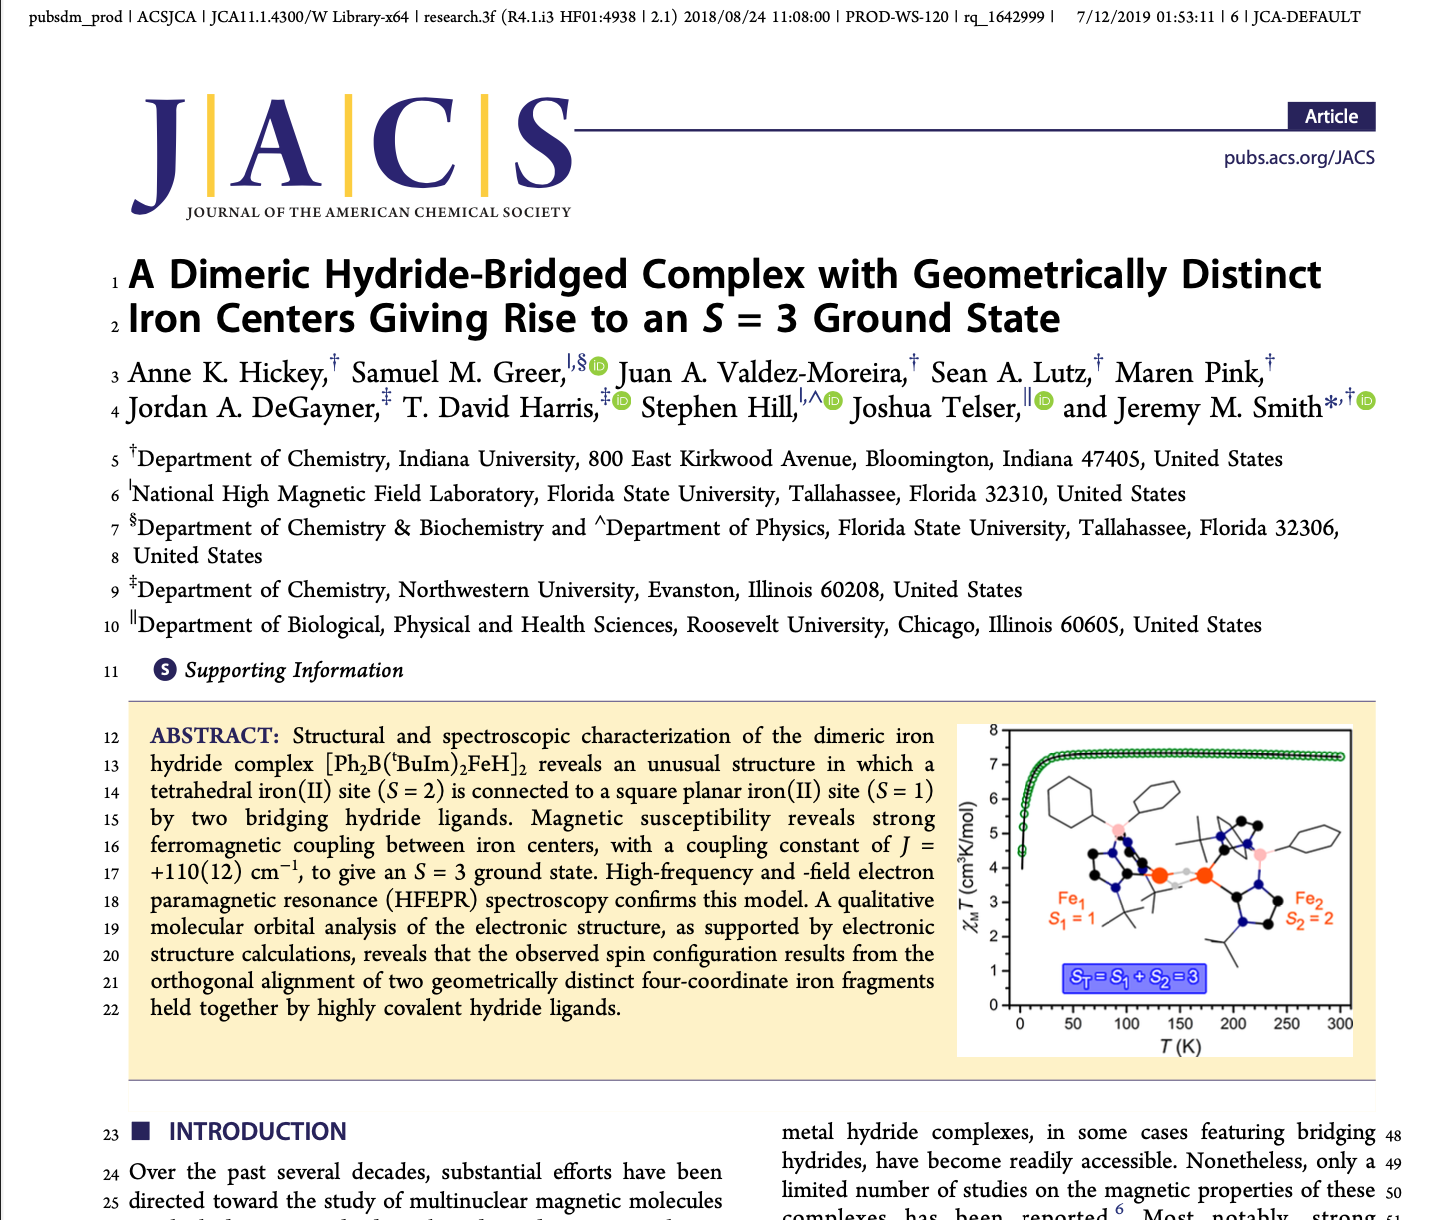 pubsdm_prod | ACSJCA | JCA11.1.4300/W Library-x64 | research.3f (R4.1.i3 HF01:4938 | 2.1) 2018/08/24 11:08:00 | PROD-WS-120 | rq_1642999 | 7/12/2019 01:53:11 | 6 | JCA-DEFAULT
J|A|C|S
JOURNAL OF THE AMERICAN CHEMICAL SOCIETY
Article
pubs.acs.org/JACS
1 A Dimeric Hydride-Bridged Complex with Geometrically Distinct
2 Iron Centers Giving Rise to an S = 3 Ground State
3 Anne K. Hickey,† Samuel M. Greer,|,§ iD Juan A. Valdez-Moreira,† Sean A. Lutz,† Maren Pink,†
4 Jordan A. DeGayner,‡ T. David Harris,‡ iD Stephen Hill,|,^ iD Joshua Telser,∥ iD and Jeremy M. Smith*,† iD
5 †Department of Chemistry, Indiana University, 800 East Kirkwood Avenue, Bloomington, Indiana 47405, United States
6 |National High Magnetic Field Laboratory, Florida State University, Tallahassee, Florida 32310, United States
7 §Department of Chemistry & Biochemistry and ^Department of Physics, Florida State University, Tallahassee, Florida 32306,
8 United States
9 ‡Department of Chemistry, Northwestern University, Evanston, Illinois 60208, United States
10 ∥Department of Biological, Physical and Health Sciences, Roosevelt University, Chicago, Illinois 60605, United States
11 S Supporting Information
12 ABSTRACT: Structural and spectroscopic characterization of the dimeric iron
13 hydride complex [Ph₂B(ᵗBuIm)₂FeH]₂ reveals an unusual structure in which a
14 tetrahedral iron(II) site (S = 2) is connected to a square planar iron(II) site (S = 1)
15 by two bridging hydride ligands. Magnetic susceptibility reveals strong
16 ferromagnetic coupling between iron centers, with a coupling constant of J =
17 +110(12) cm⁻¹, to give an S = 3 ground state. High-frequency and -field electron
18 paramagnetic resonance (HFEPR) spectroscopy confirms this model. A qualitative
19 molecular orbital analysis of the electronic structure, as supported by electronic
20 structure calculations, reveals that the observed spin configuration results from the
21 orthogonal alignment of two geometrically distinct four-coordinate iron fragments
22 held together by highly covalent hydride ligands.
8
7
6
5
4
3
2
1
0
χMT (cm³K/mol)
Fe₁
S₁ = 1
Fe₂
S₂ = 2
ST = S₁ + S₂ = 3
0 50 100 150 200 250 300
T (K)
23 ■ INTRODUCTION
24 Over the past several decades, substantial efforts have been
25 directed toward the study of multinuclear magnetic molecules
metal hydride complexes, in some cases featuring bridging 48
hydrides, have become readily accessible. Nonetheless, only a 49
limited number of studies on the magnetic properties of these 50
complexes has been reported.⁶ Most notably, strong 51